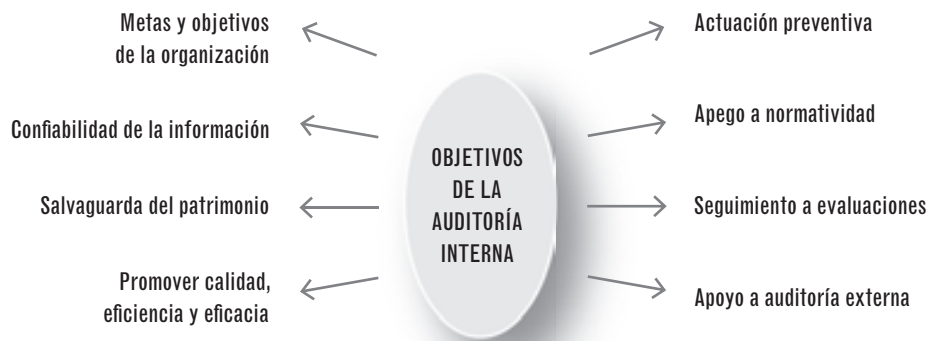 Metas y objetivos
de la organización
Confiabilidad de la información
Salvaguarda del patrimonio
Promover calidad,
eficiencia y eficacia
OBJETIVOS
DE LA
AUDITORÍA
INTERNA
Actuación preventiva
Apego a normatividad
Seguimiento a evaluaciones
Apoyo a auditoría externa